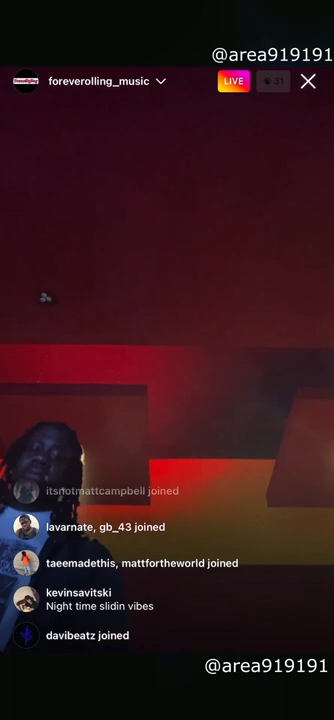 @area919191
foreverolling_music
LIVE
31
itsnotmattcampbell joined
lavarnate, gb_43 joined
taeemadethis, mattfortheworld joined
kevinsavitski
Night time slidin vibes
davibeatz joined
@area919191